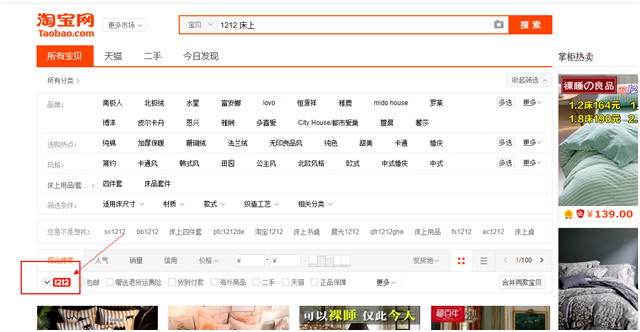 淘宝网
Taobao.com
更多市场
宝贝 1212 床上
搜 索
所有宝贝 天猫 二手 今日发现
掌柜热卖
所有分类 >
收起筛选
品牌: 南极人 北极绒 水星 富安娜 lovo 恒源祥 雅鹿 mido house 罗莱 多选 更多
博洋 皮尔卡丹 恩兴 雅娴 多喜爱 City House/都市爱巢 萱晨 馨莎
选购热点: 纯棉 加厚保暖 珊瑚绒 法兰绒 无印良品风 纯色 甜美 卡通 婚庆 多选 更多
风格: 简约 卡通风 韩式风 田园 公主风 北欧风格 欧式 中式婚庆 中式 多选 更多
床上用品/套... : 四件套 床品套件
筛选条件: 适用床尺寸 材质 款式 织造工艺 相关分类
您是不是想找: sx1212 bb1212 床上四件套 pfc1212de 淘宝1212 床上书桌 晨光1212 qfr1212ghe 床上用品 fs1212 ac1212 床上桌
综合排序 人气 销量 信用 价格 ¥ - ¥ 发货地 1/100
1212 包邮 赠送退货运费险 货到付款 海外商品 二手 天猫 正品保障 更多 合并同款宝贝
裸睡の良品
1.2床164元
1.8床190元
¥139.00
可以裸睡 仅此今人
超百年